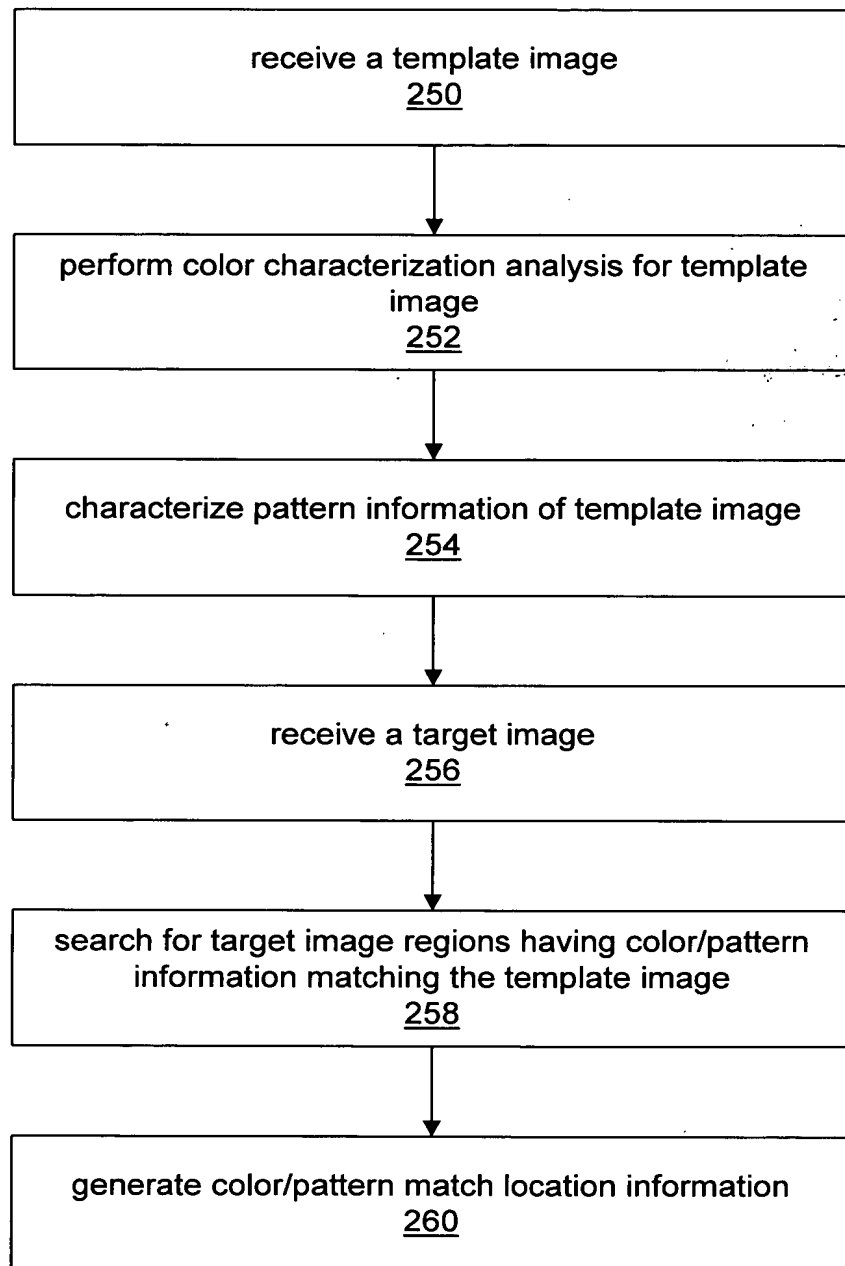 receive a template image
250
perform color characterization analysis for template
image
252
characterize pattern information of template image
254
receive a target image
256
search for target image regions having color/pattern
information matching the template image
258
generate color/pattern match location information
260